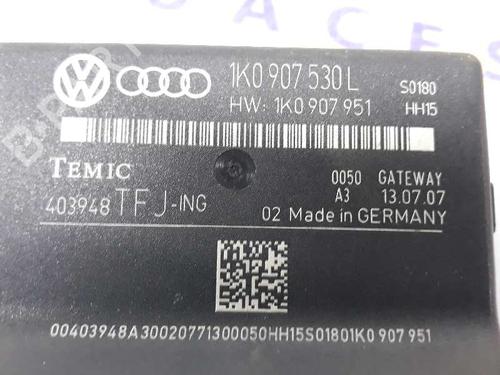 1K0 907 530 L
S0180
HW: 1K0 907 951
HH15
TEMIC
0050 GATEWAY
403948 TFJ-ING
A3 13.07.07
02 Made in GERMANY
00403948A30020771300050HH15S01801K0 907 951